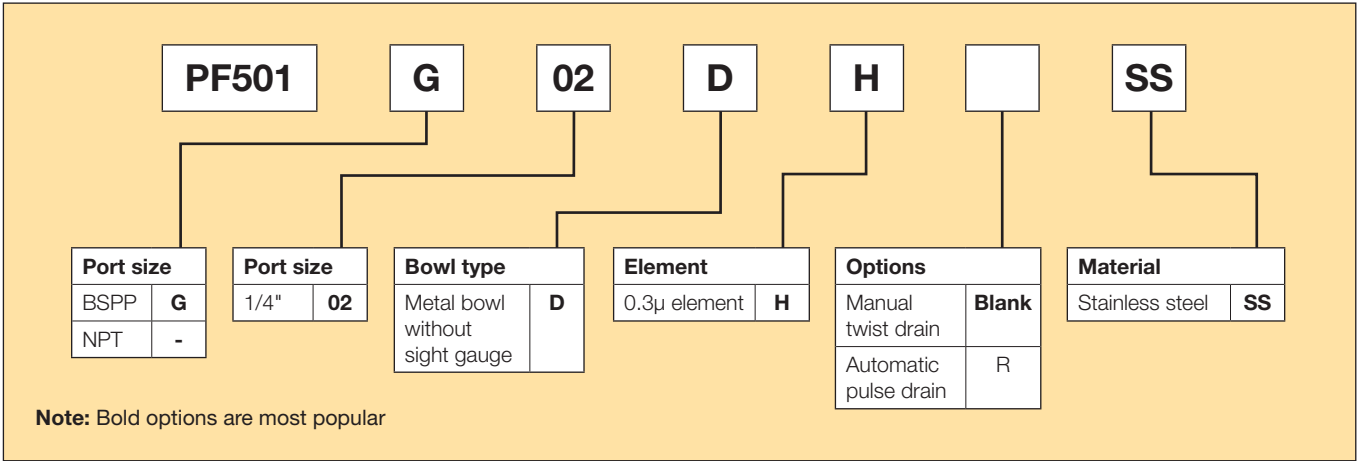 PF501 G 02 D H SS
Port size
BSPP G
NPT -
Port size
1/4" 02
Bowl type
Metal bowl D
without
sight gauge
Element
0.3µ element H
Options
Manual Blank
twist drain
Automatic R
pulse drain
Material
Stainless steel SS
Note: Bold options are most popular